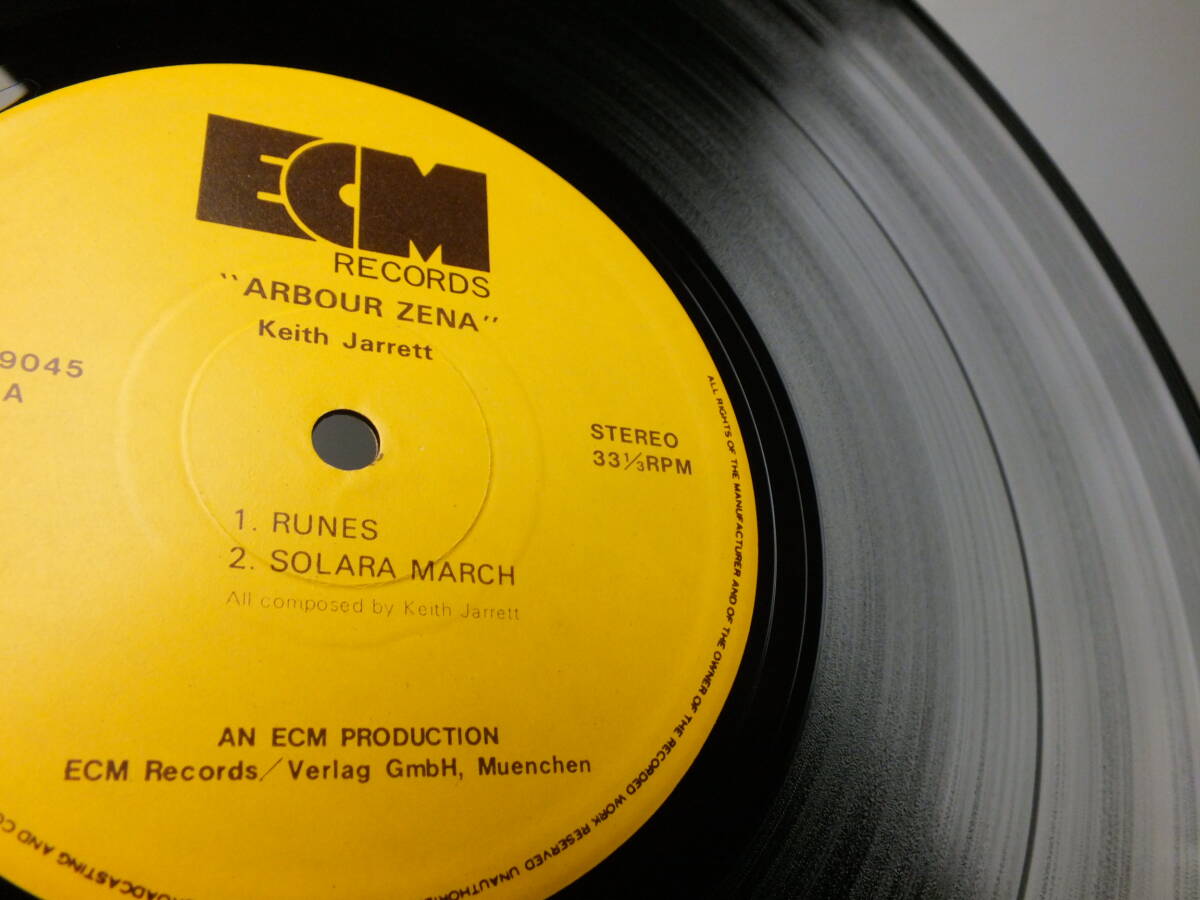 ECM
RECORDS
"ARBOUR ZENA"
Keith Jarrett
9045
A
STEREO
33⅓RPM
1. RUNES
2. SOLARA MARCH
All composed by Keith Jarrett
AN ECM PRODUCTION
ECM Records/Verlag GmbH, Muenchen
ALL RIGHTS OF THE MANUFACTURER AND OF THE OWNER OF THE RECORDED WORK RESERVED
BROADCASTING AND